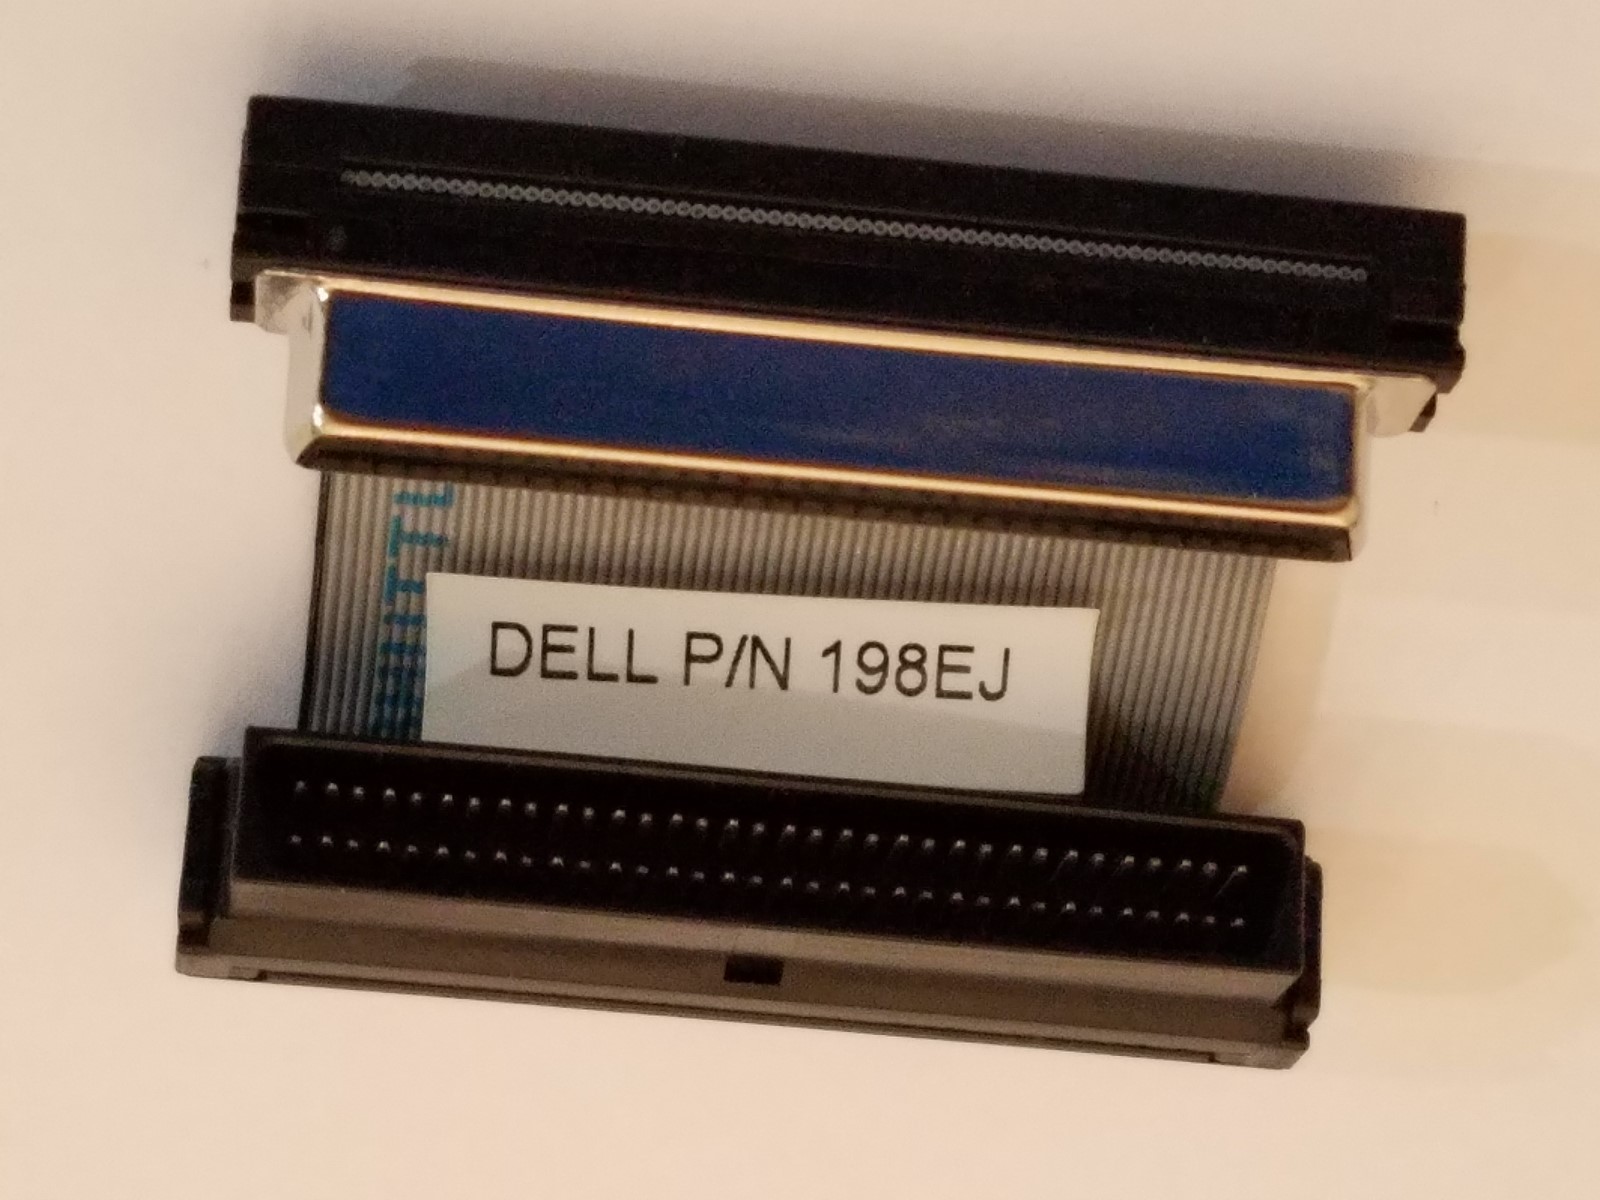 DELL P/N 198EJ